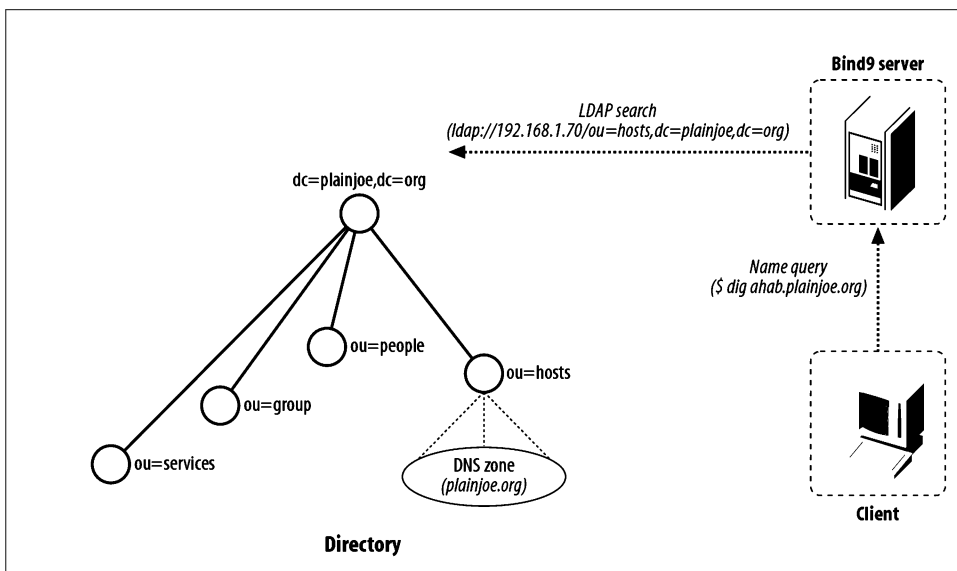 Bind9 server
LDAP search
(ldap://192.168.1.70/ou=hosts,dc=plainjoe,dc=org)
dc=plainjoe,dc=org
Name query
($ dig ahab.plainjoe.org)
ou=people
ou=hosts
ou=group
ou=services
DNS zone
(plainjoe.org)
Client
Directory